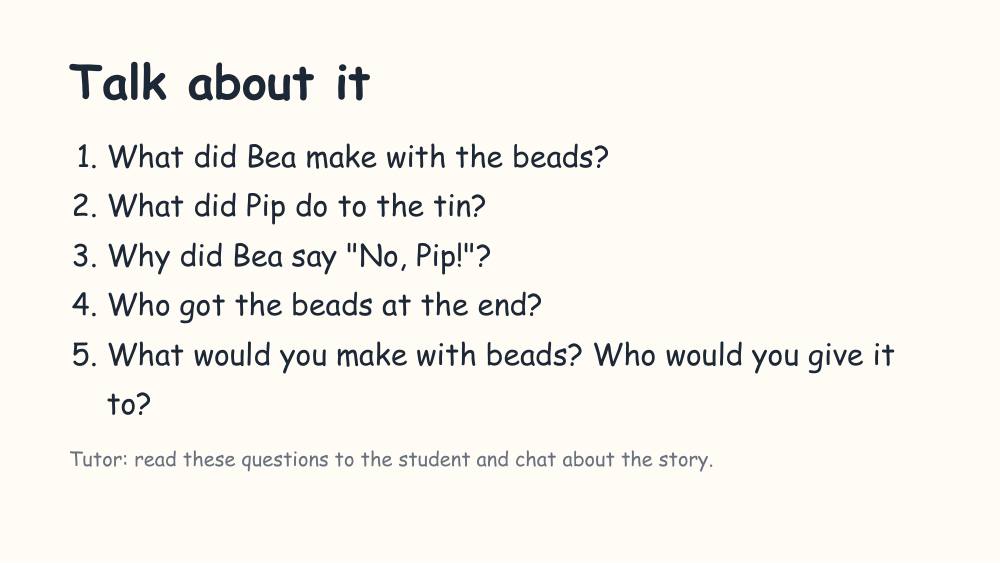 Talk about it
1. What did Bea make with the beads?
2. What did Pip do to the tin?
3. Why did Bea say "No, Pip!"?
4. Who got the beads at the end?
5. What would you make with beads? Who would you give it
to?
Tutor: read these questions to the student and chat about the story.